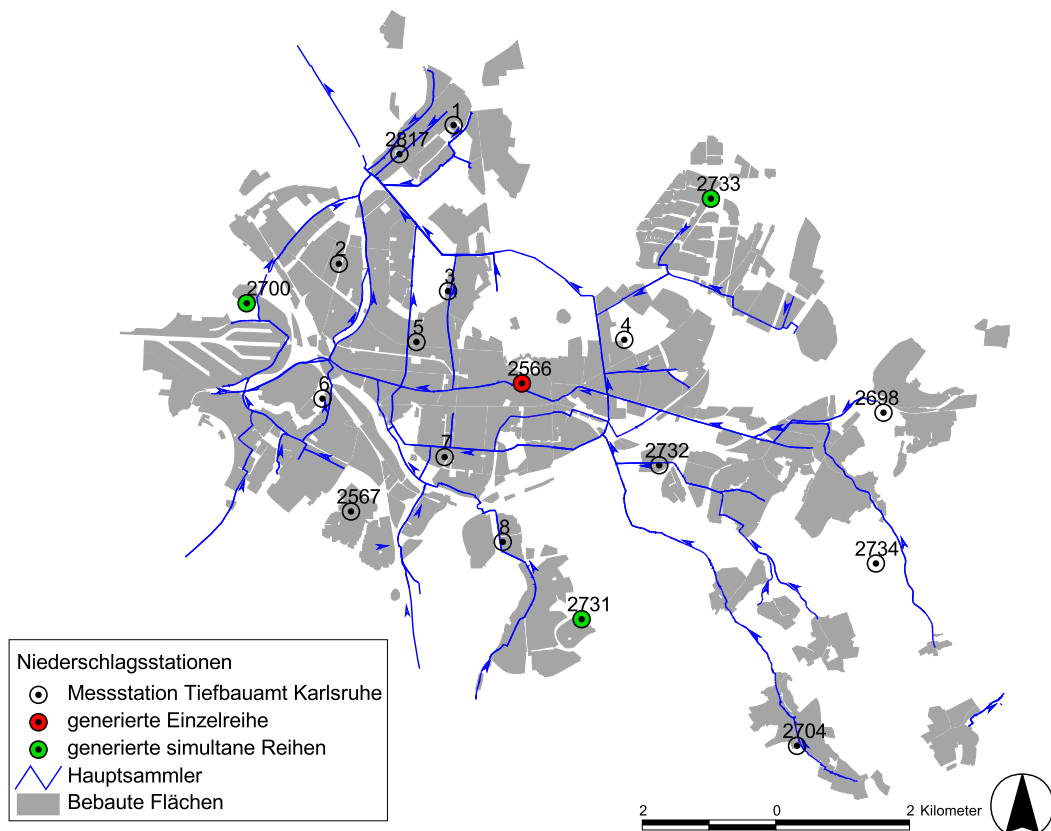 1
2817
2733
2
2700
3
5
4
2566
6
2698
7
2732
2567
8
2734
2731
2704
Niederschlagsstationen
Messstation Tiefbauamt Karlsruhe
generierte Einzelreihe
generierte simultane Reihen
Hauptsammler
Bebaute Flächen
2 0 2 Kilometer